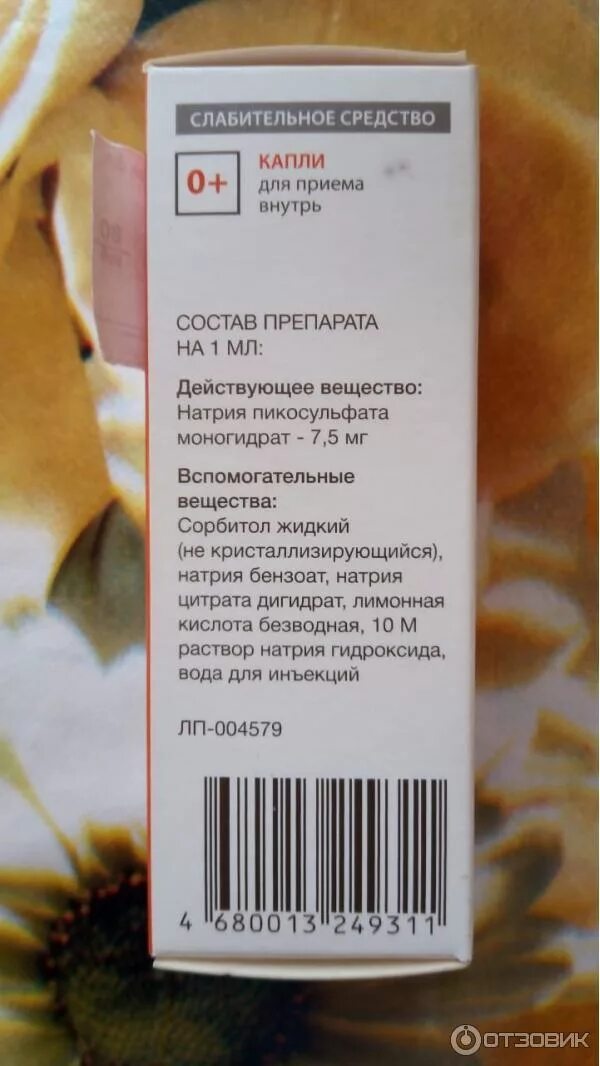 СЛАБИТЕЛЬНОЕ СРЕДСТВО
0+
КАПЛИ
для приема
внутрь
СОСТАВ ПРЕПАРАТА
НА 1 МЛ:
Действующее вещество:
Натрия пикосульфата
моногидрат - 7,5 мг
Вспомогательные
вещества:
Сорбитол жидкий
(не кристаллизирующийся),
натрия бензоат, натрия
цитрата дигидрат, лимонная
кислота безводная, 10 М
раствор натрия гидроксида,
вода для инъекций
ЛП-004579
4 680013 249311
ОТЗОВИК